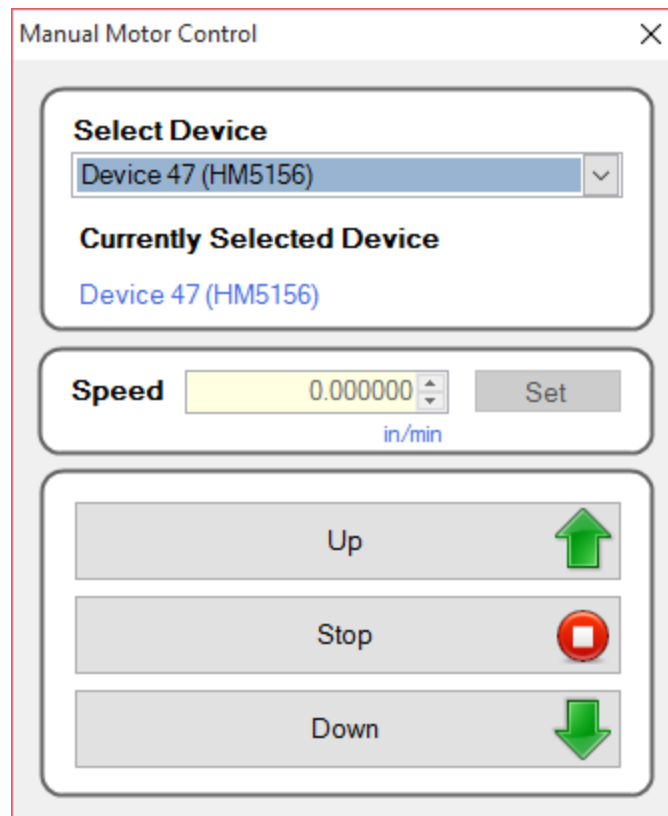 Manual Motor Control
Select Device
Device 47 (HM5156)
Currently Selected Device
Device 47 (HM5156)
Speed 0.000000 Set
in/min
Up
Stop
Down